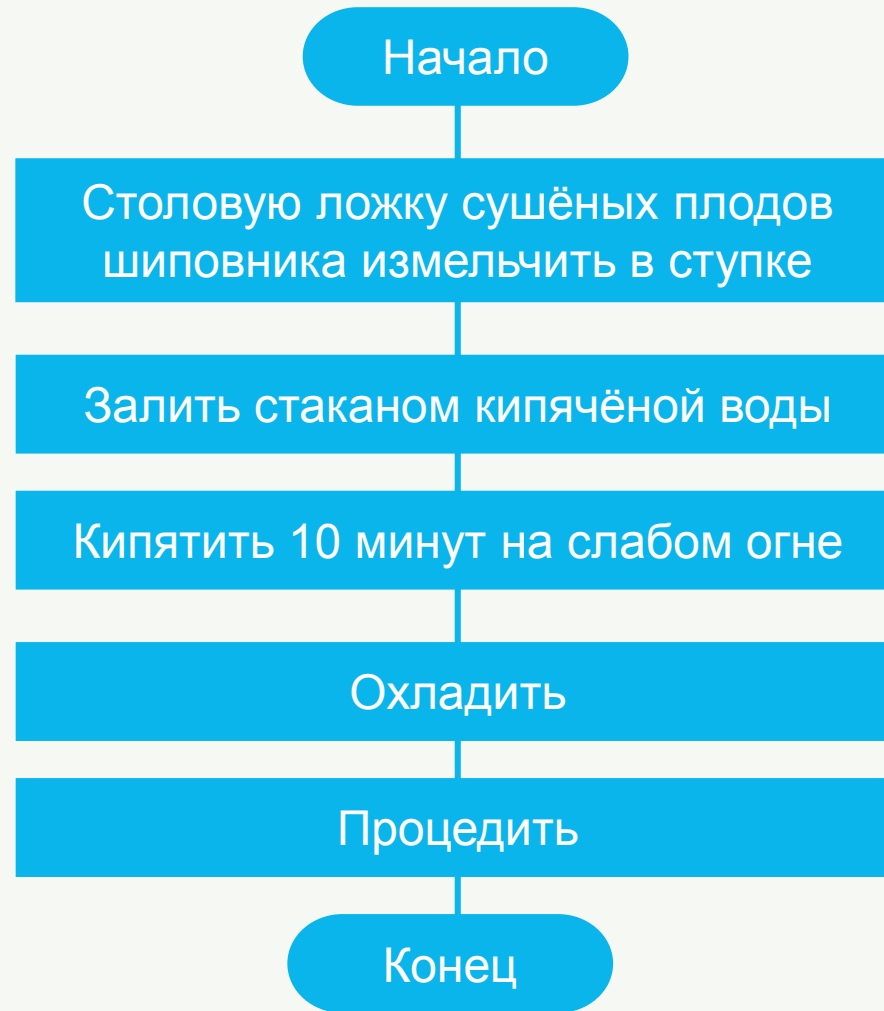 Начало
Столовую ложку сушёных плодов
шиповника измельчить в ступке
Залить стаканом кипячёной воды
Кипятить 10 минут на слабом огне
Охладить
Процедить
Конец